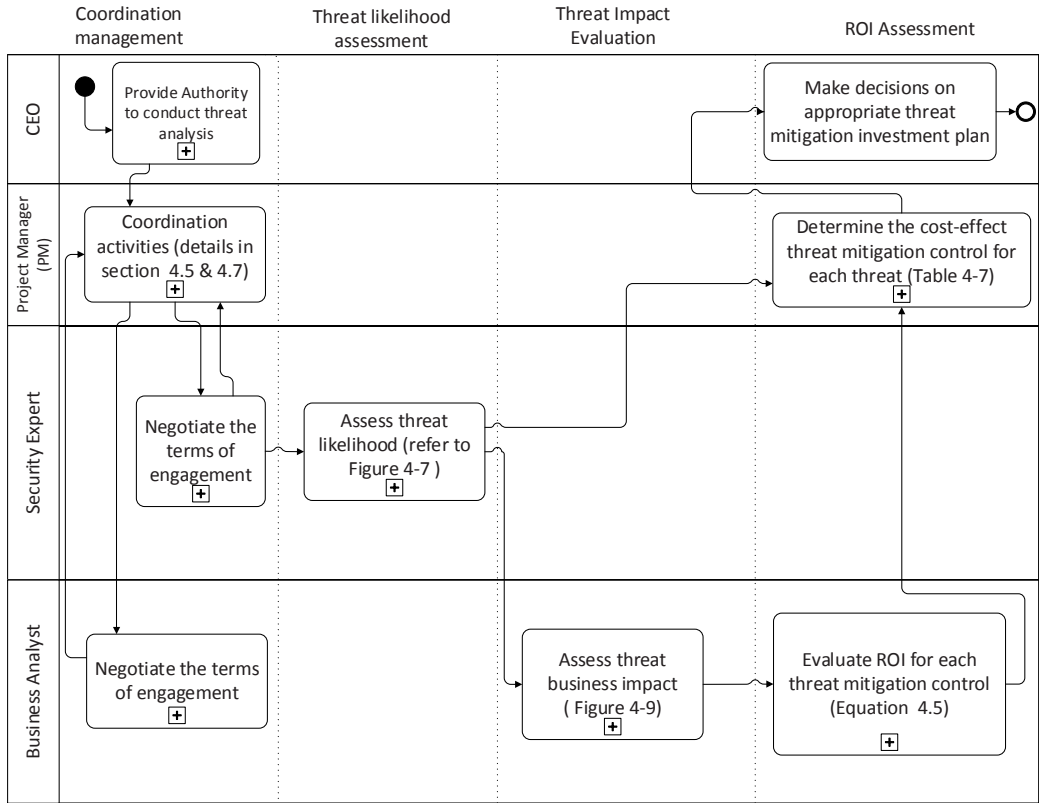 Coordination
management
Threat likelihood
assessment
Threat Impact
Evaluation
ROI Assessment
CEO
Provide Authority
to conduct threat
analysis
Make decisions on
appropriate threat
mitigation investment plan
Project Manager
(PM)
Coordination
activities (details in
section 4.5 & 4.7)
Determine the cost-effect
threat mitigation control for
each threat (Table 4-7)
Security Expert
Negotiate the
terms of
engagement
Assess threat
likelihood (refer to
Figure 4-7 )
Business Analyst
Negotiate the terms
of engagement
Assess threat
business impact
( Figure 4-9)
Evaluate ROI for each
threat mitigation control
(Equation 4.5)